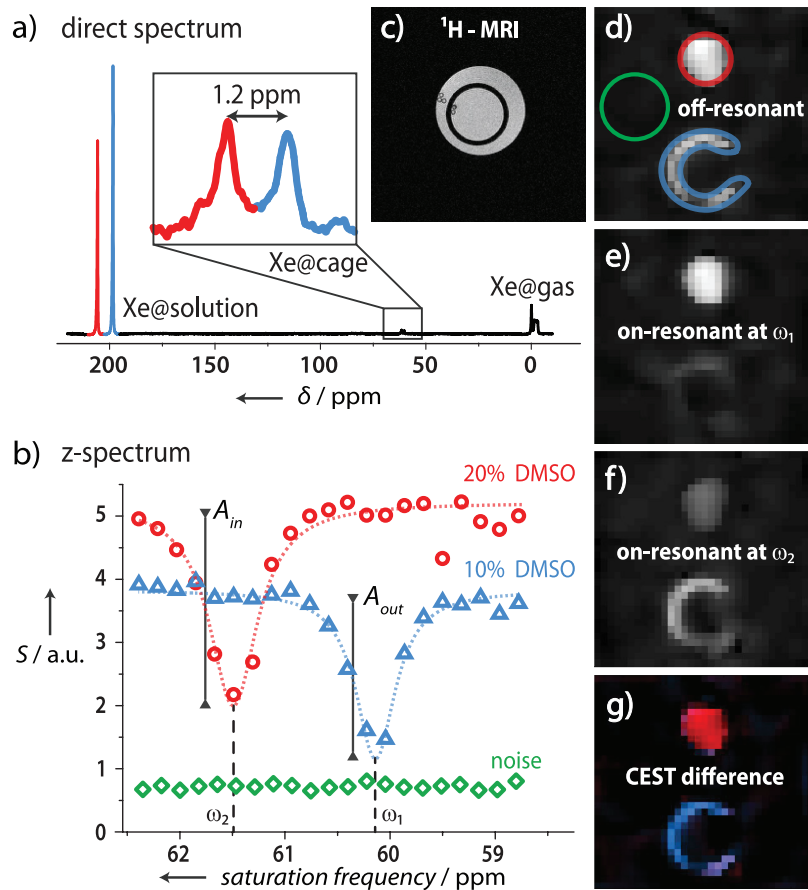 a) direct spectrum
1.2 ppm
Xe@cage
Xe@solution
Xe@gas
200 150 100 50 0
δ / ppm
b) z-spectrum
20% DMSO
A_in
10% DMSO
A_out
S / a.u.
5
4
3
2
1
0
noise
ω₂
ω₁
62 61 60 59
saturation frequency / ppm
c) ¹H - MRI
d)
off-resonant
e)
on-resonant at ω₁
f)
on-resonant at ω₂
g)
CEST difference